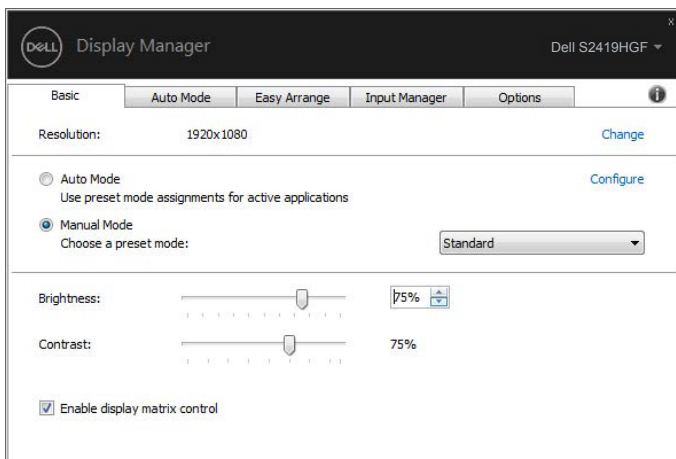 x
DELL Display Manager Dell S2419HGF
Basic Auto Mode Easy Arrange Input Manager Options i
Resolution: 1920x1080 Change
Auto Mode Configure
Use preset mode assignments for active applications
Manual Mode
Choose a preset mode: Standard
Brightness: 75%
Contrast: 75%
Enable display matrix control